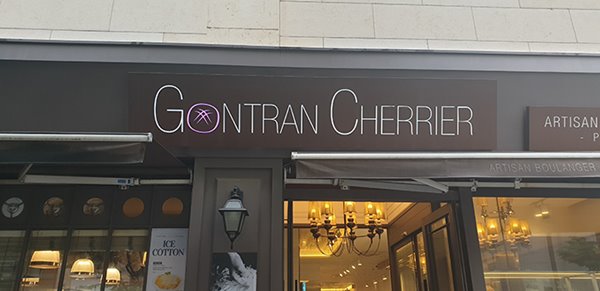 GONTRAN CHERRIER
ARTISAN
- P
ARTISAN BOULANGER
ICE
COTTON